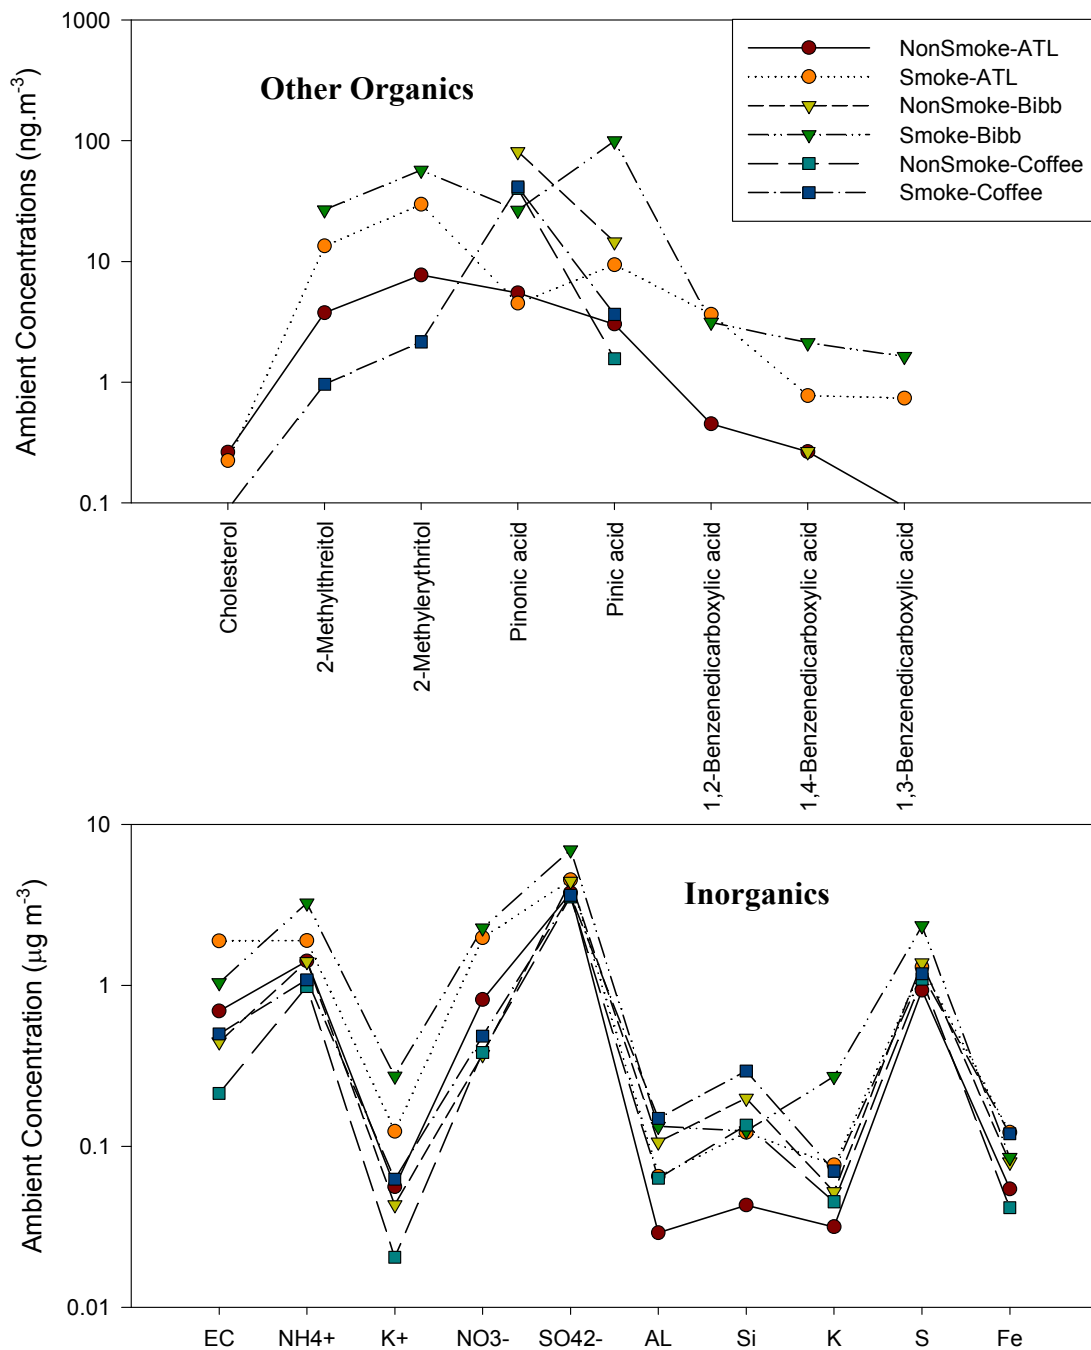 1000
100
10
1
0.1
Ambient Concentrations (ng.m-3)
Other Organics
NonSmoke-ATL
Smoke-ATL
NonSmoke-Bibb
Smoke-Bibb
NonSmoke-Coffee
Smoke-Coffee
Cholesterol
2-Methylthreitol
2-Methylerythritol
Pinonic acid
Pinic acid
1,2-Benzenedicarboxylic acid
1,4-Benzenedicarboxylic acid
1,3-Benzenedicarboxylic acid
10
1
0.1
0.01
Ambient Concentration (μg m-3)
Inorganics
EC NH4+ K+ NO3- SO42- AL Si K S Fe